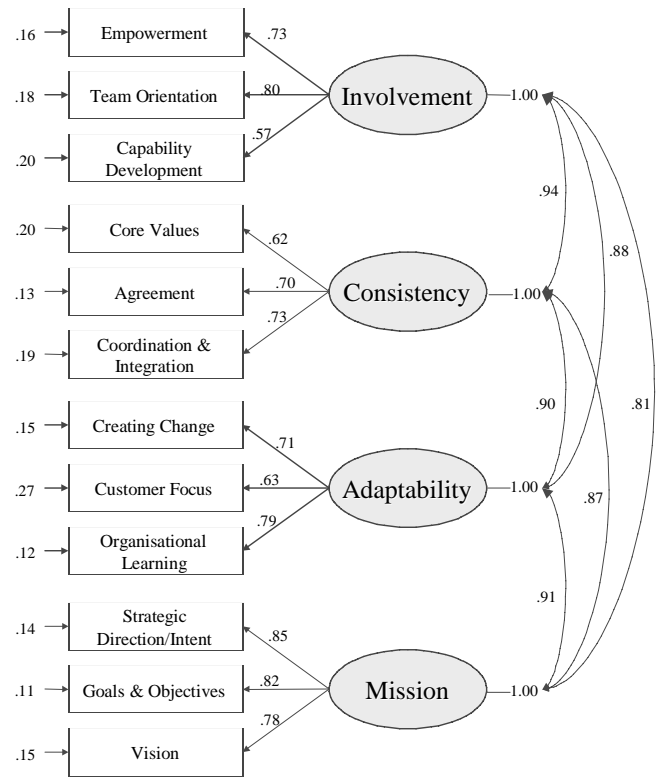 .16
Empowerment
.73
.18
Team Orientation
.80
Involvement
1.00
.20
Capability
Development
.57
.94
.88
.20
Core Values
.62
.13
Agreement
.70
Consistency
1.00
.19
Coordination &
Integration
.73
.90
.81
.15
Creating Change
.71
.27
Customer Focus
.63
Adaptability
1.00
.87
.12
Organisational
Learning
.79
.91
.14
Strategic
Direction/Intent
.85
.11
Goals & Objectives
.82
Mission
1.00
.15
Vision
.78